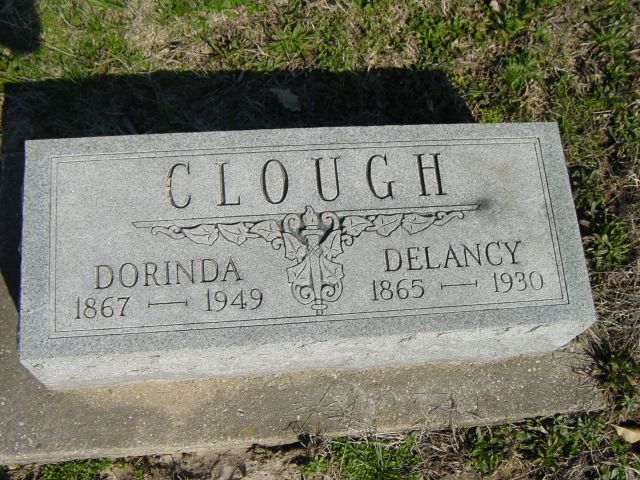 CLOUGH
DORINDA
1867 — 1949
DELANCY
1865 — 1930